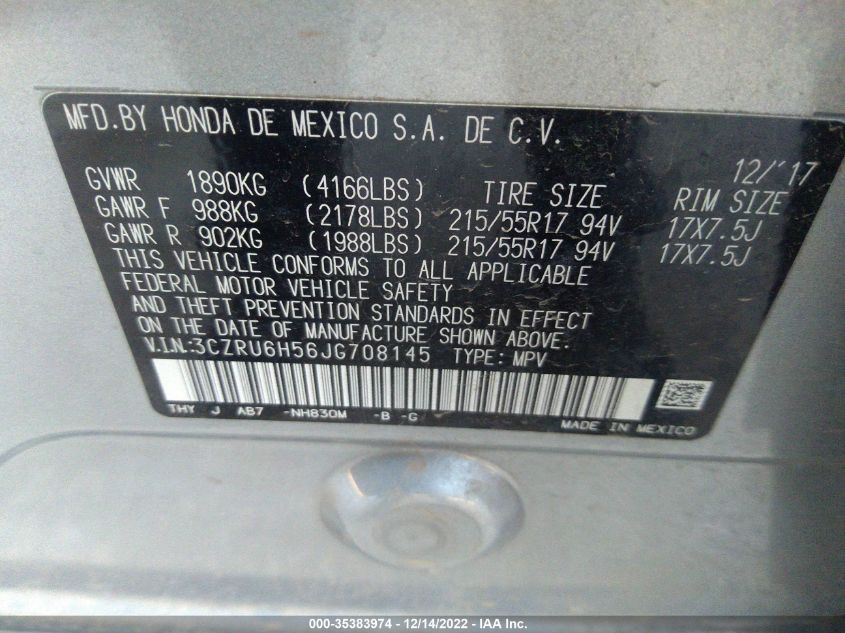 MFD.BY HONDA DE MEXICO S.A. DE C.V.
12/'17
GVWR 1890KG (4166LBS) TIRE SIZE RIM SIZE
GAWR F 988KG (2178LBS) 215/55R17 94V 17X7.5J
GAWR R 902KG (1988LBS) 215/55R17 94V 17X7.5J
THIS VEHICLE CONFORMS TO ALL APPLICABLE
FEDERAL MOTOR VEHICLE SAFETY
AND THEFT PREVENTION STANDARDS IN EFFECT
ON THE DATE OF MANUFACTURE SHOWN ABOVE.
V.I.N.:3CZRU6H56JG708145 TYPE: MPV
THY J AB7 -NH830M -B -G
MADE IN MEXICO
000-35383974 - 12/14/2022 - IAA Inc.